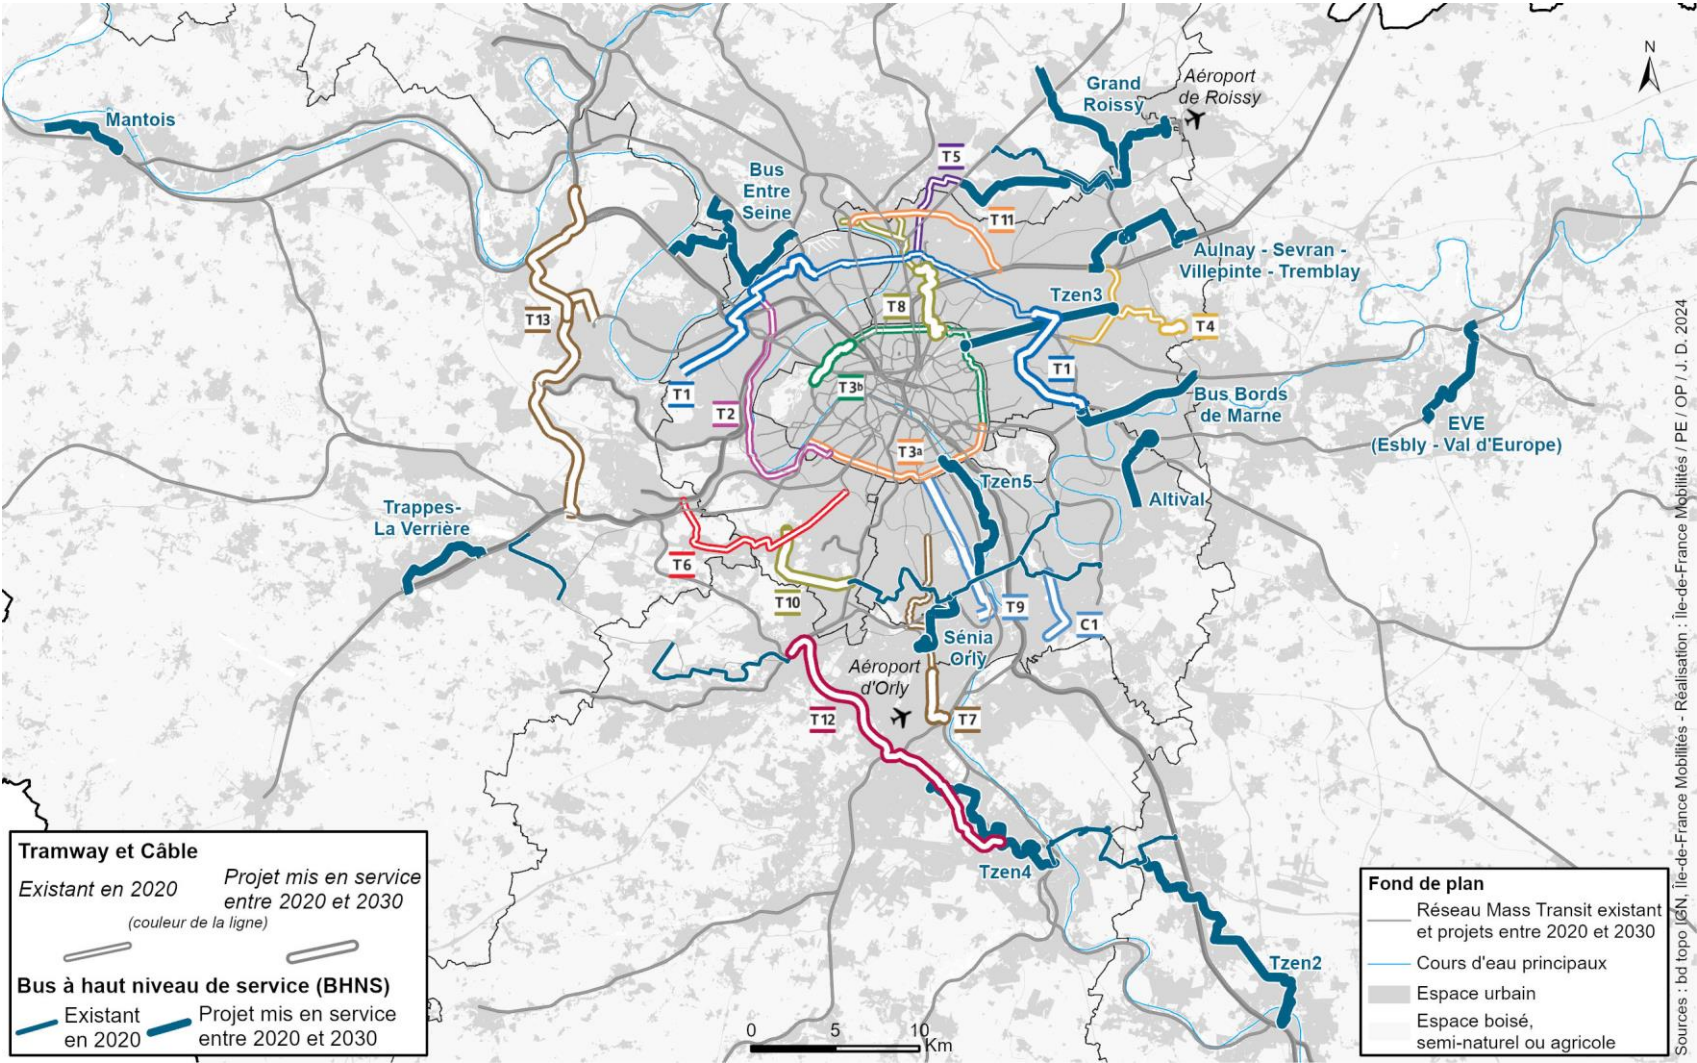 N
Grand
Roissy
Aéroport
de Roissy
Mantois
T5
Bus
Entre
Seine
T11
Aulnay - Sevran -
Villepinte - Tremblay
Tzen3
T8
T13
T4
T1
T3b
T1
T2
Bus Bords
de Marne
EVE
(Esbly - Val d'Europe)
T3a
Tzen5
Altival
Trappes-
La Verrière
T6
T10
T9
C1
Sénia
Orly
Aéroport
d'Orly
T12
T7
Tzen4
Tzen2
Tramway et Câble
Existant en 2020
Projet mis en service
entre 2020 et 2030
(couleur de la ligne)
Bus à haut niveau de service (BHNS)
Existant
en 2020
Projet mis en service
entre 2020 et 2030
0 5 10
Km
Fond de plan
Réseau Mass Transit existant
et projets entre 2020 et 2030
Cours d'eau principaux
Espace urbain
Espace boisé,
semi-naturel ou agricole
Sources : bd topo IGN, Île-de-France Mobilités - Réalisation : Île-de-France Mobilités / PE / OP / J. D. 2024